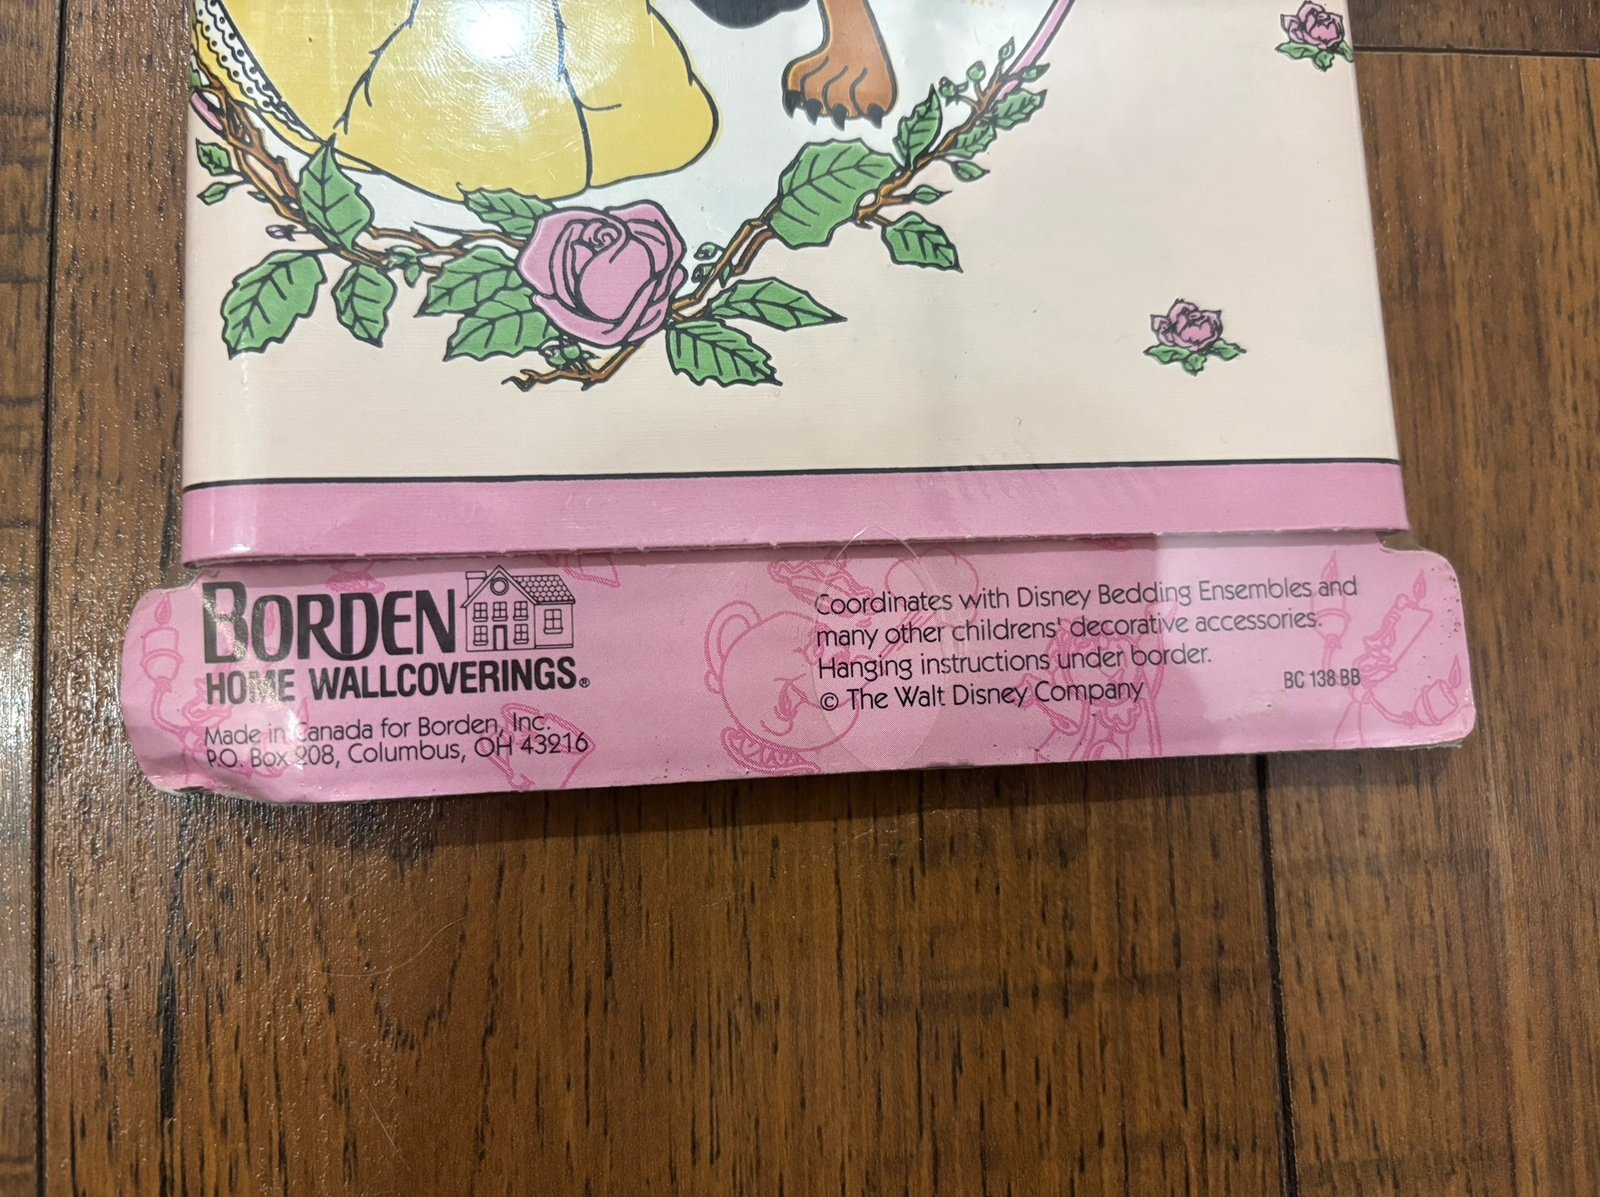 BORDEN
HOME WALLCOVERINGS®
Made in Canada for Borden, Inc.
P.O. Box 208, Columbus, OH 43216
Coordinates with Disney Bedding Ensembles and
many other childrens' decorative accessories.
Hanging instructions under border.
© The Walt Disney Company
BC 138 BB